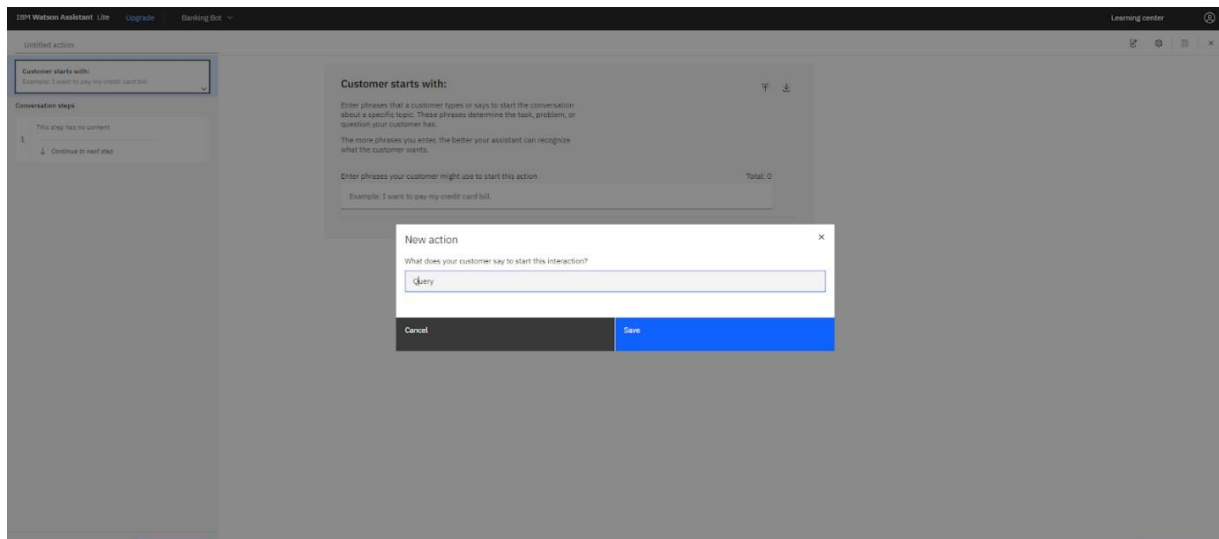 IBM Watson Assistant Lite Upgrade Banking Bot Learning center
Untitled action
Customer starts with:
Example: I want to pay my credit card bill.
Conversation steps
This step has no content
1
Continue to next step
Customer starts with:
Enter phrases that a customer types or says to start the conversation
about a specific topic. These phrases determine the task, problem, or
question your customer has.
The more phrases you enter, the better your assistant can recognize
what the customer wants.
Enter phrases your customer might use to start this action Total: 0
Example: I want to pay my credit card bill.
New action
What does your customer say to start this interaction?
Query
Cancel Save